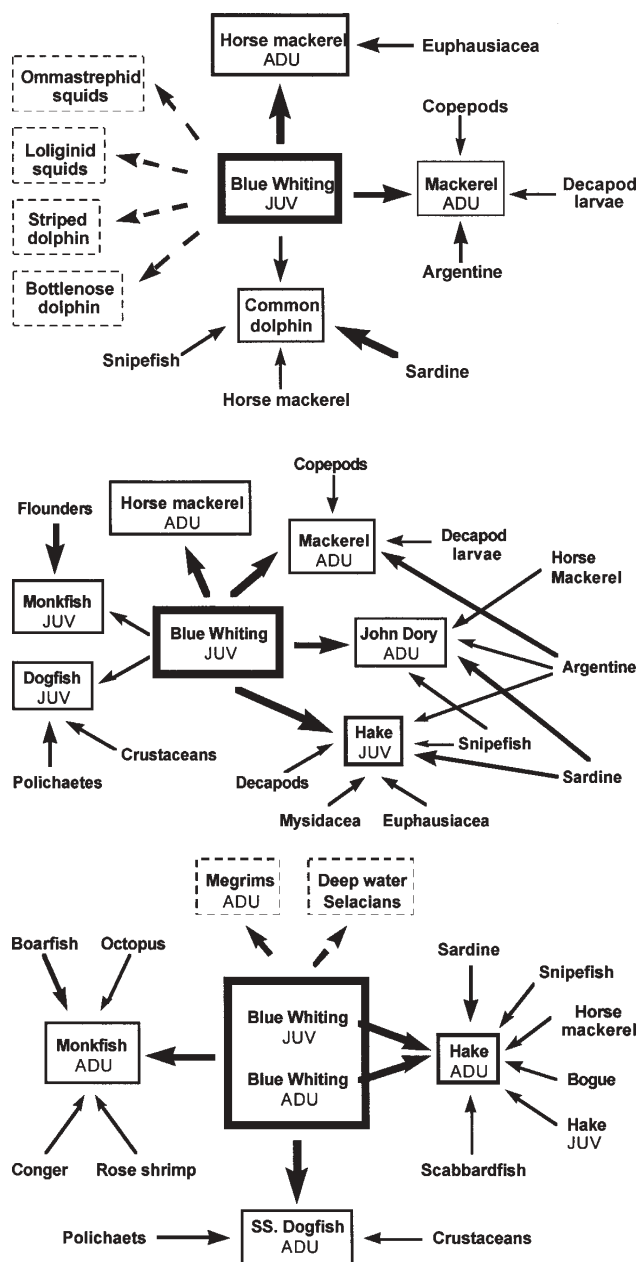 Horse mackerel
ADU
Euphausiacea
Ommastrephid
squids
Copepods
Loliginid
squids
Blue Whiting
JUV
Mackerel
ADU
Decapod
larvae
Striped
dolphin
Argentine
Bottlenose
dolphin
Common
dolphin
Snipefish
Sardine
Horse mackerel
Copepods
Flounders
Horse mackerel
ADU
Mackerel
ADU
Decapod
larvae
Horse
Mackerel
Monkfish
JUV
Blue Whiting
JUV
John Dory
ADU
Argentine
Dogfish
JUV
Hake
JUV
Snipefish
Crustaceans
Polichaetes
Decapods
Sardine
Mysidacea
Euphausiacea
Megrims
ADU
Deep water
Selacians
Boarfish
Octopus
Sardine
Snipefish
Blue Whiting
JUV
Horse
mackerel
Monkfish
ADU
Hake
ADU
Blue Whiting
ADU
Bogue
Hake
JUV
Conger
Rose shrimp
Scabbardfish
SS. Dogfish
ADU
Polichaets
Crustaceans